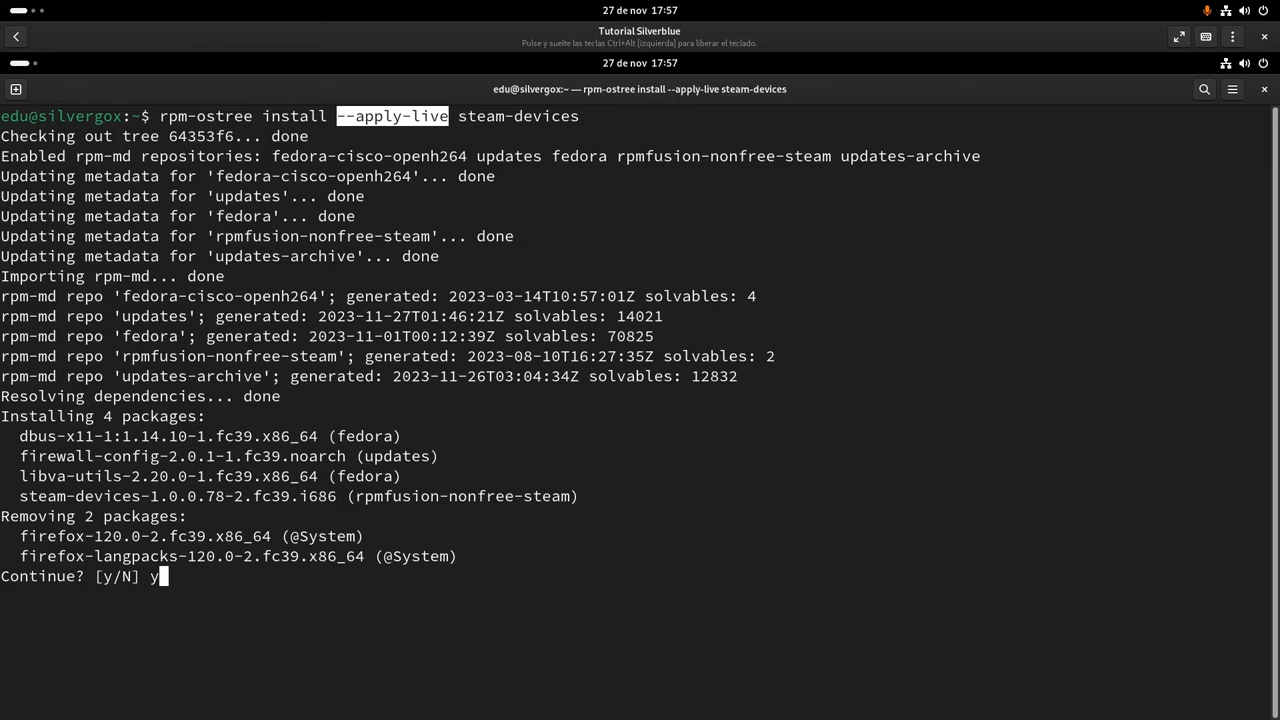 27 de nov 17:57
Tutorial Silverblue
Pulse y suelte las teclas Ctrl+Alt [izquierda] para liberar el teclado.
27 de nov 17:57
edu@silvergox:~ — rpm-ostree install --apply-live steam-devices
edu@silvergox:~$ rpm-ostree install --apply-live steam-devices
Checking out tree 64353f6... done
Enabled rpm-md repositories: fedora-cisco-openh264 updates fedora rpmfusion-nonfree-steam updates-archive
Updating metadata for 'fedora-cisco-openh264'... done
Updating metadata for 'updates'... done
Updating metadata for 'fedora'... done
Updating metadata for 'rpmfusion-nonfree-steam'... done
Updating metadata for 'updates-archive'... done
Importing rpm-md... done
rpm-md repo 'fedora-cisco-openh264'; generated: 2023-03-14T10:57:01Z solvables: 4
rpm-md repo 'updates'; generated: 2023-11-27T01:46:21Z solvables: 14021
rpm-md repo 'fedora'; generated: 2023-11-01T00:12:39Z solvables: 70825
rpm-md repo 'rpmfusion-nonfree-steam'; generated: 2023-08-10T16:27:35Z solvables: 2
rpm-md repo 'updates-archive'; generated: 2023-11-26T03:04:34Z solvables: 12832
Resolving dependencies... done
Installing 4 packages:
  dbus-x11-1:1.14.10-1.fc39.x86_64 (fedora)
  firewall-config-2.0.1-1.fc39.noarch (updates)
  libva-utils-2.20.0-1.fc39.x86_64 (fedora)
  steam-devices-1.0.0.78-2.fc39.i686 (rpmfusion-nonfree-steam)
Removing 2 packages:
  firefox-120.0-2.fc39.x86_64 (@System)
  firefox-langpacks-120.0-2.fc39.x86_64 (@System)
Continue? [y/N] y